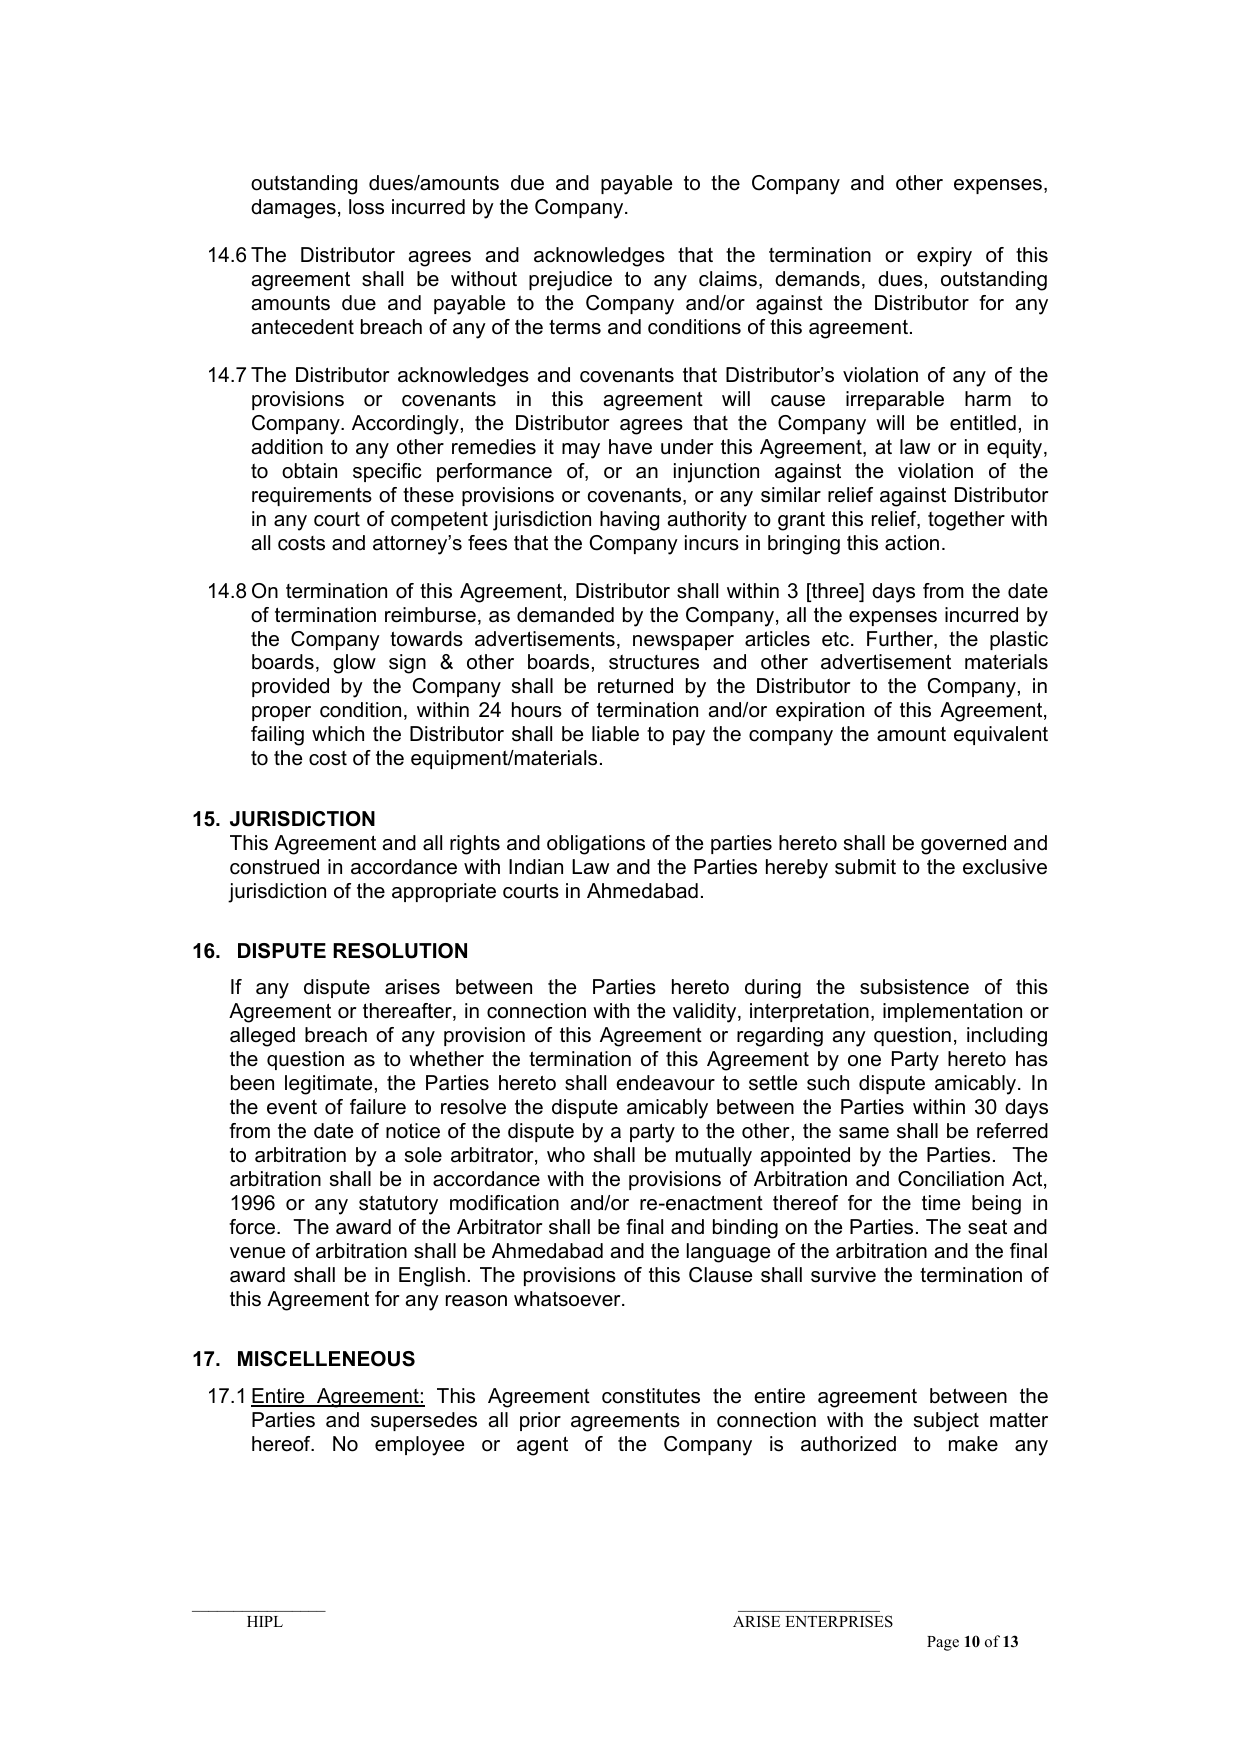 outstanding dues/amounts due and payable to the Company and other expenses,
damages, loss incurred by the Company.
14.6 The Distributor agrees and acknowledges that the termination or expiry of this
agreement shall be without prejudice to any claims, demands, dues, outstanding
amounts due and payable to the Company and/or against the Distributor for any
antecedent breach of any of the terms and conditions of this agreement.
14.7 The Distributor acknowledges and covenants that Distributor’s violation of any of the
provisions or covenants in this agreement will cause irreparable harm to
Company. Accordingly, the Distributor agrees that the Company will be entitled, in
addition to any other remedies it may have under this Agreement, at law or in equity,
to obtain specific performance of, or an injunction against the violation of the
requirements of these provisions or covenants, or any similar relief against Distributor
in any court of competent jurisdiction having authority to grant this relief, together with
all costs and attorney’s fees that the Company incurs in bringing this action.
14.8 On termination of this Agreement, Distributor shall within 3 [three] days from the date
of termination reimburse, as demanded by the Company, all the expenses incurred by
the Company towards advertisements, newspaper articles etc. Further, the plastic
boards, glow sign & other boards, structures and other advertisement materials
provided by the Company shall be returned by the Distributor to the Company, in
proper condition, within 24 hours of termination and/or expiration of this Agreement,
failing which the Distributor shall be liable to pay the company the amount equivalent
to the cost of the equipment/materials.
15. JURISDICTION
This Agreement and all rights and obligations of the parties hereto shall be governed and
construed in accordance with Indian Law and the Parties hereby submit to the exclusive
jurisdiction of the appropriate courts in Ahmedabad.
16. DISPUTE RESOLUTION
If any dispute arises between the Parties hereto during the subsistence of this
Agreement or thereafter, in connection with the validity, interpretation, implementation or
alleged breach of any provision of this Agreement or regarding any question, including
the question as to whether the termination of this Agreement by one Party hereto has
been legitimate, the Parties hereto shall endeavour to settle such dispute amicably. In
the event of failure to resolve the dispute amicably between the Parties within 30 days
from the date of notice of the dispute by a party to the other, the same shall be referred
to arbitration by a sole arbitrator, who shall be mutually appointed by the Parties. The
arbitration shall be in accordance with the provisions of Arbitration and Conciliation Act,
1996 or any statutory modification and/or re-enactment thereof for the time being in
force. The award of the Arbitrator shall be final and binding on the Parties. The seat and
venue of arbitration shall be Ahmedabad and the language of the arbitration and the final
award shall be in English. The provisions of this Clause shall survive the termination of
this Agreement for any reason whatsoever.
17. MISCELLENEOUS
17.1 Entire Agreement: This Agreement constitutes the entire agreement between the
Parties and supersedes all prior agreements in connection with the subject matter
hereof. No employee or agent of the Company is authorized to make any
HIPL ARISE ENTERPRISES
Page 10 of 13